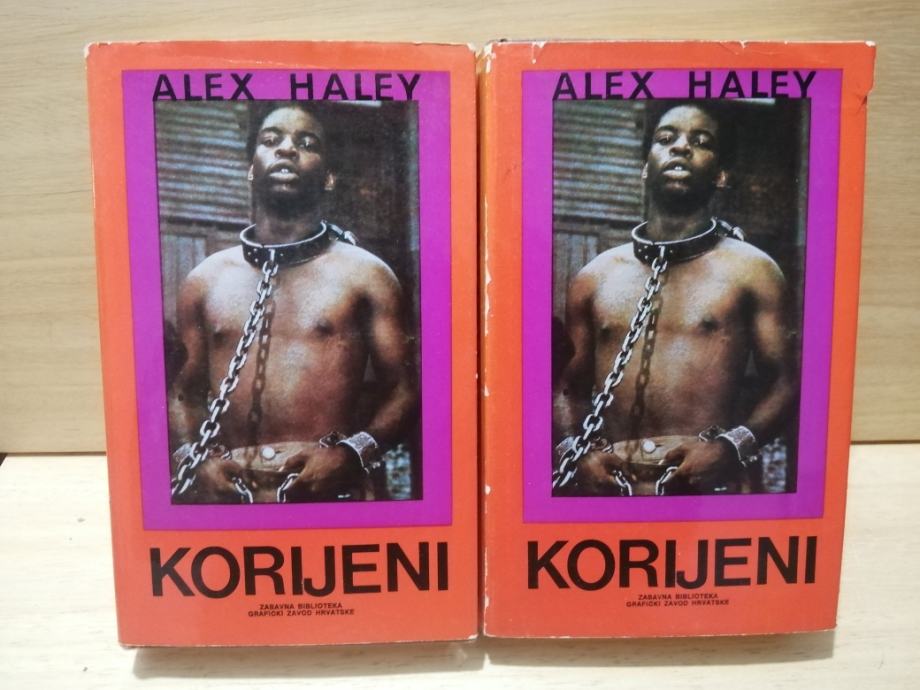 ALEX HALEY
KORIJENI
ZABAVNA BIBLIOTEKA
GRAFIČKI ZAVOD HRVATSKE
ALEX HALEY
KORIJENI
ZABAVNA BIBLIOTEKA
GRAFIČKI ZAVOD HRVATSKE